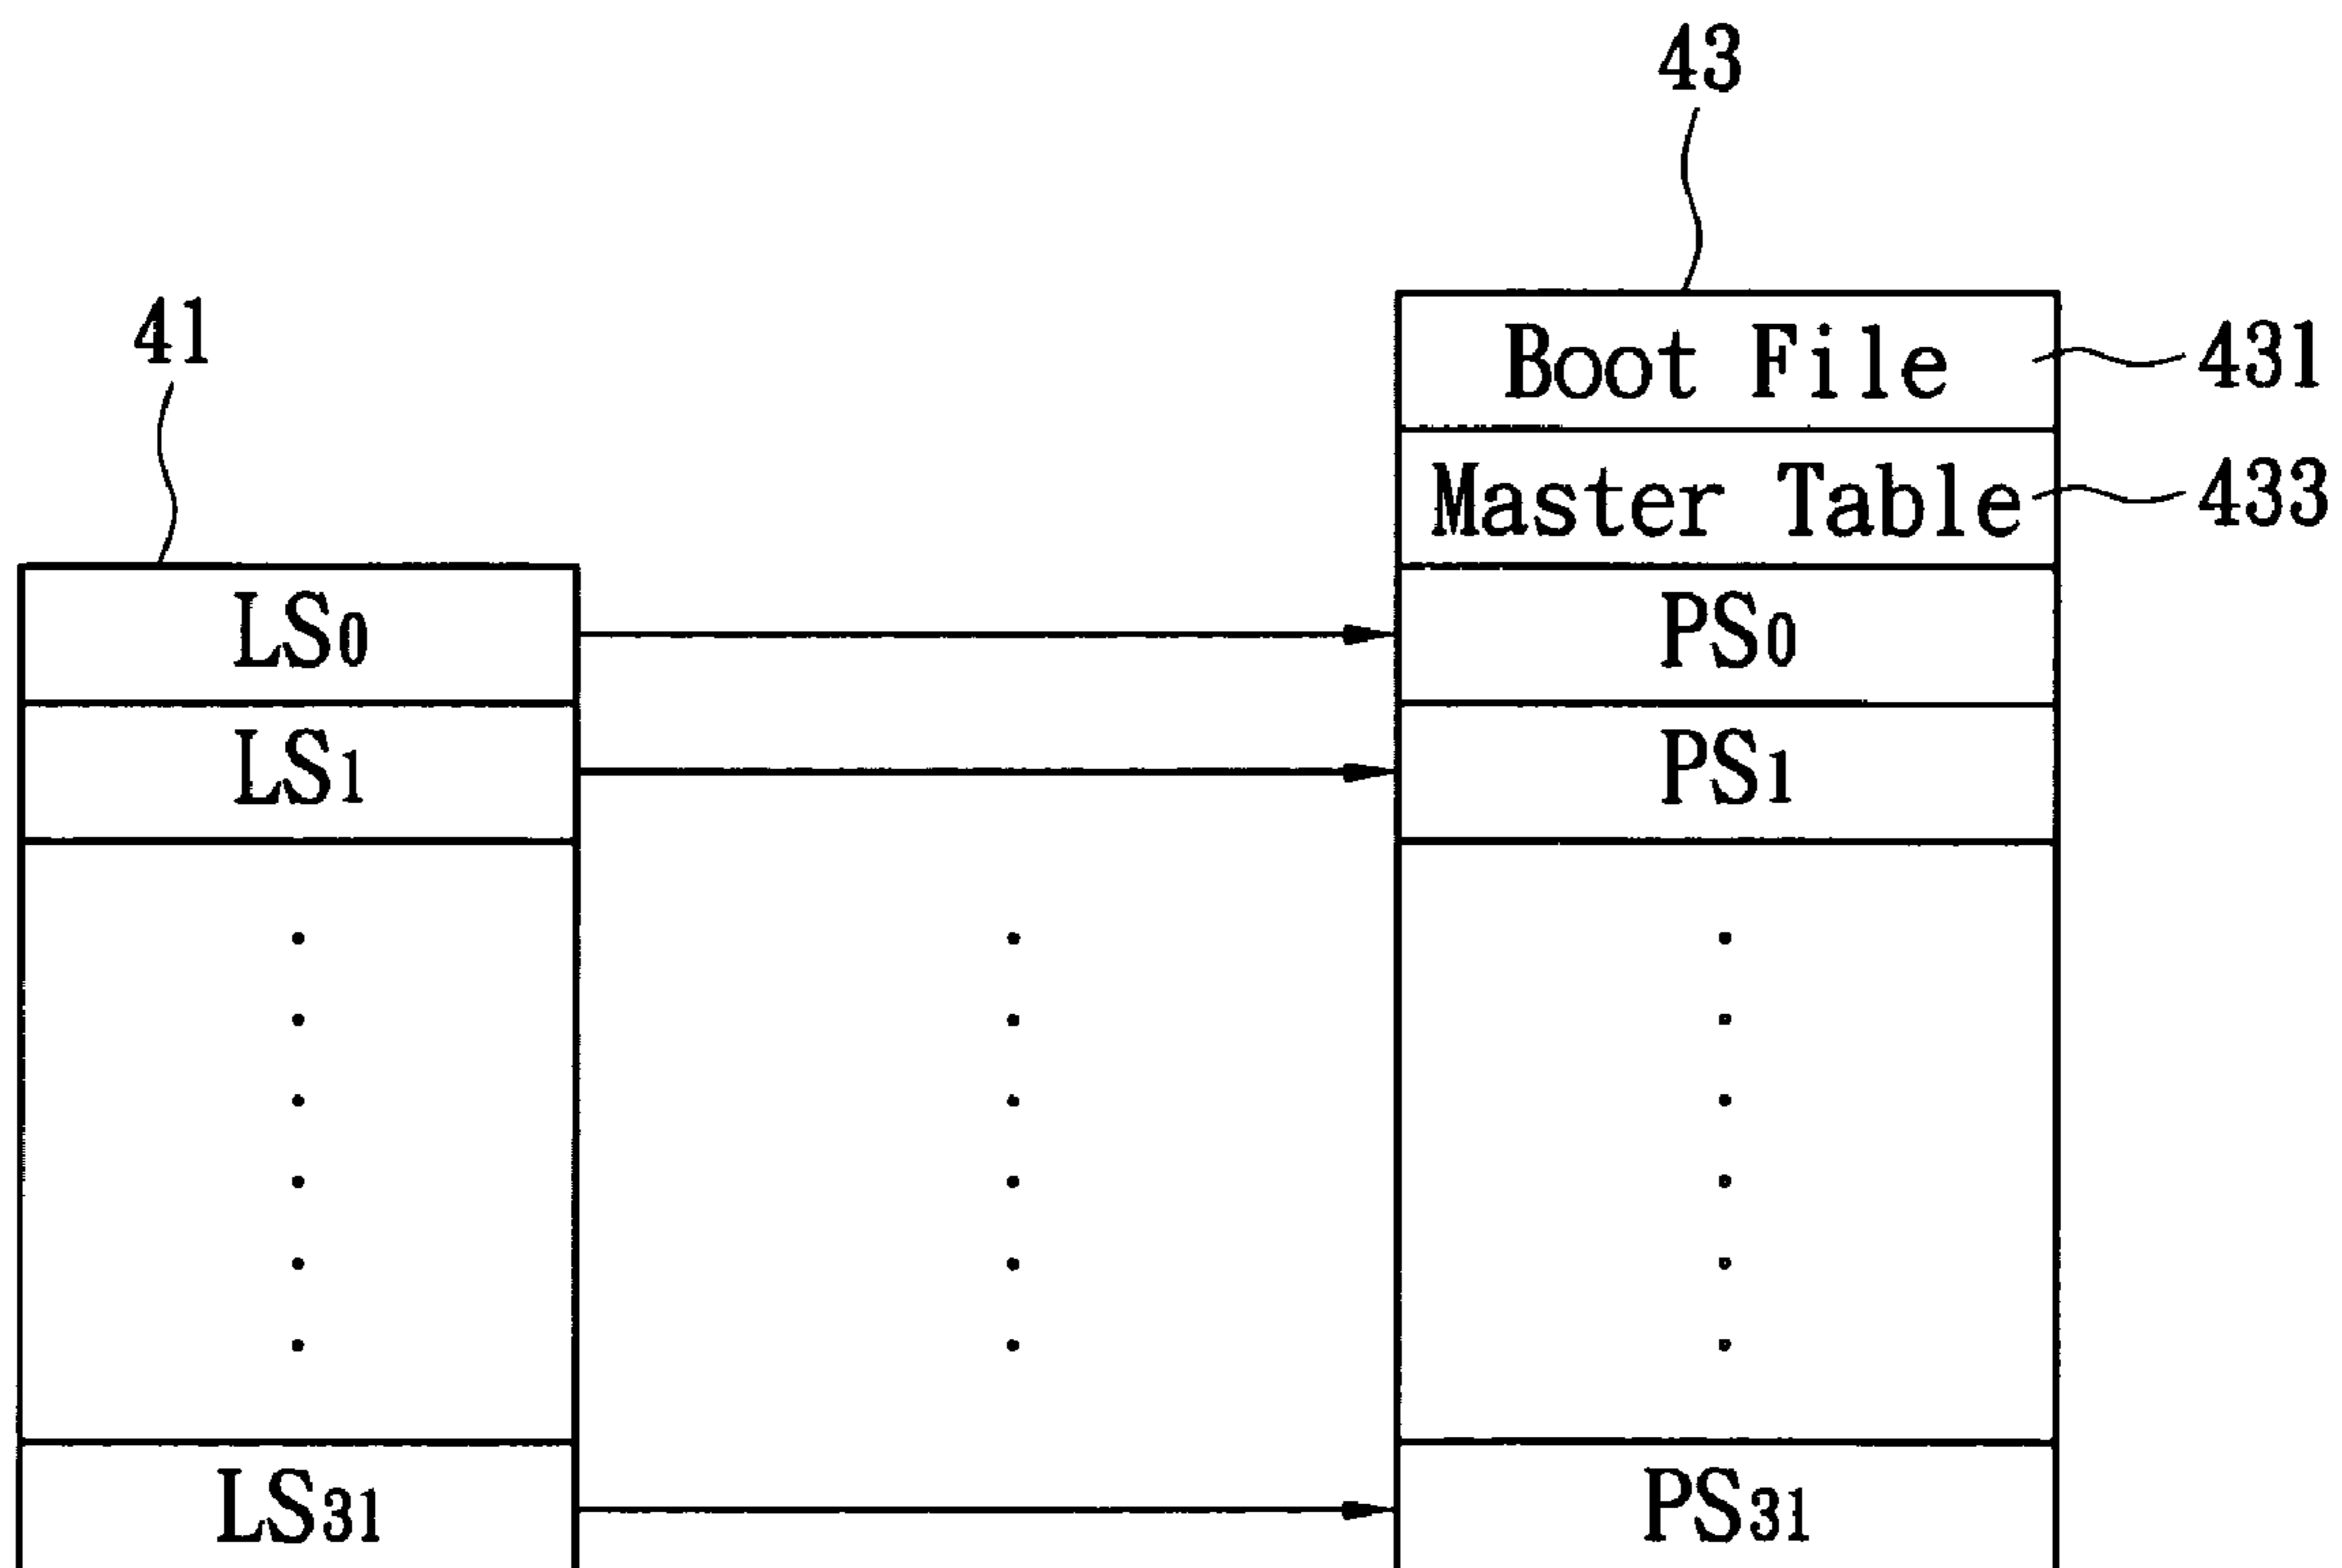 43
41
Boot File
431
Master Table
433
LS0
PS0
LS1
PS1
LS31
PS31